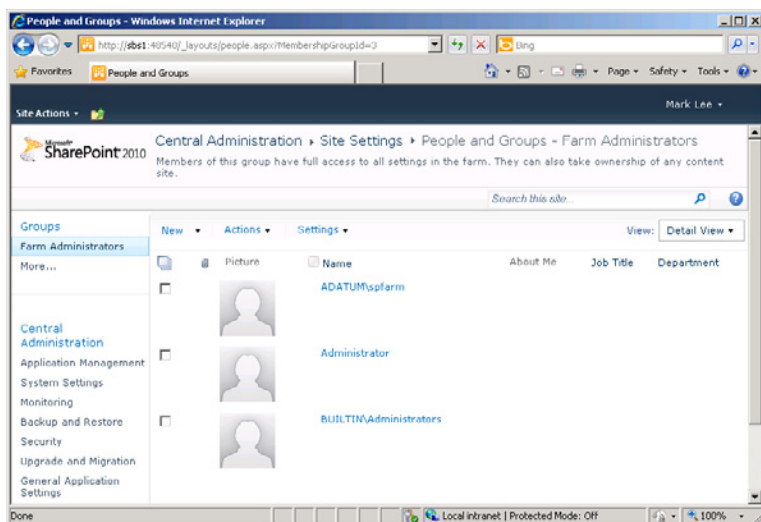 People and Groups - Windows Internet Explorer
http://sbs1:40540/_layouts/people.aspx?MembershipGroupId=3
Bing
Favorites People and Groups Page Safety Tools
Mark Lee
Site Actions
Microsoft
SharePoint 2010
Central Administration Site Settings People and Groups - Farm Administrators
Members of this group have full access to all settings in the farm. They can also take ownership of any content
site.
Search this site...
Groups
Farm Administrators
More...
New Actions Settings View: Detail View
Picture Name About Me Job Title Department
ADATUM\spfarm
Administrator
BUILTIN\Administrators
Central
Administration
Application Management
System Settings
Monitoring
Backup and Restore
Security
Upgrade and Migration
General Application
Settings
Done Local intranet | Protected Mode: Off 100%